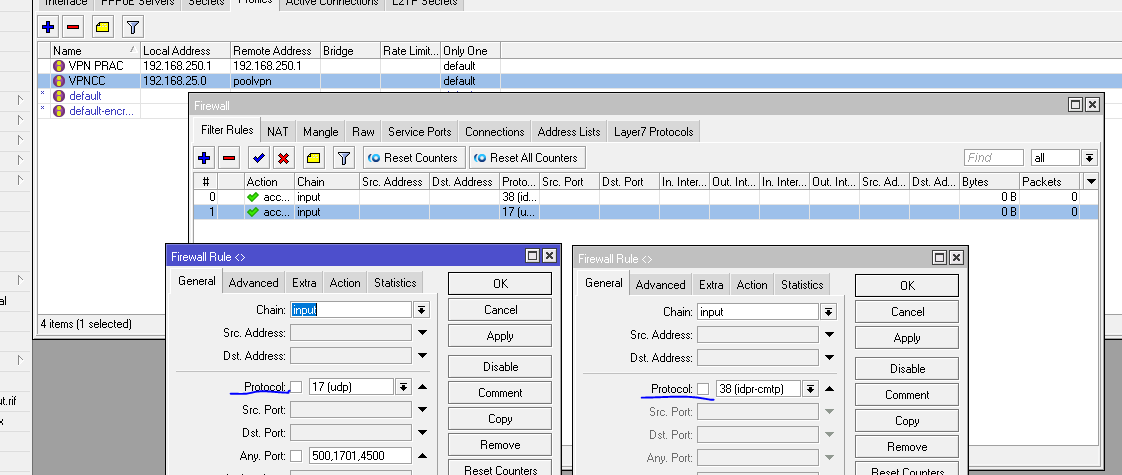 Interface PPPoE Servers Secrets Profiles Active Connections L2TP Secrets
Name Local Address Remote Address Bridge Rate Limit... Only One
VPN PRAC 192.168.250.1 192.168.250.1 default
VPNCC 192.168.25.0 poolvpn default
* default
* default-encr...
Firewall
Filter Rules NAT Mangle Raw Service Ports Connections Address Lists Layer7 Protocols
Reset Counters Reset All Counters Find all
# Action Chain Src. Address Dst. Address Proto... Src. Port Dst. Port In. Inter... Out. Int... In. Inter... Out. Int... Src. Ad... Dst. Ad... Bytes Packets
0 acc... input 38 (id... 0 B 0
1 acc... input 17 (u... 0 B 0
4 items (1 selected)
Firewall Rule <>
General Advanced Extra Action Statistics
Chain: input
Src. Address:
Dst. Address:
Protocol: 17 (udp)
Src. Port:
Dst. Port:
Any. Port: 500,1701,4500
OK
Cancel
Apply
Disable
Comment
Copy
Remove
Reset Counters
Firewall Rule <>
General Advanced Extra Action Statistics
Chain: input
Src. Address:
Dst. Address:
Protocol: 38 (idpr-cmtp)
Src. Port:
Dst. Port:
Any. Port:
OK
Cancel
Apply
Disable
Comment
Copy
Remove
Reset Counters
al
ut.rif
x